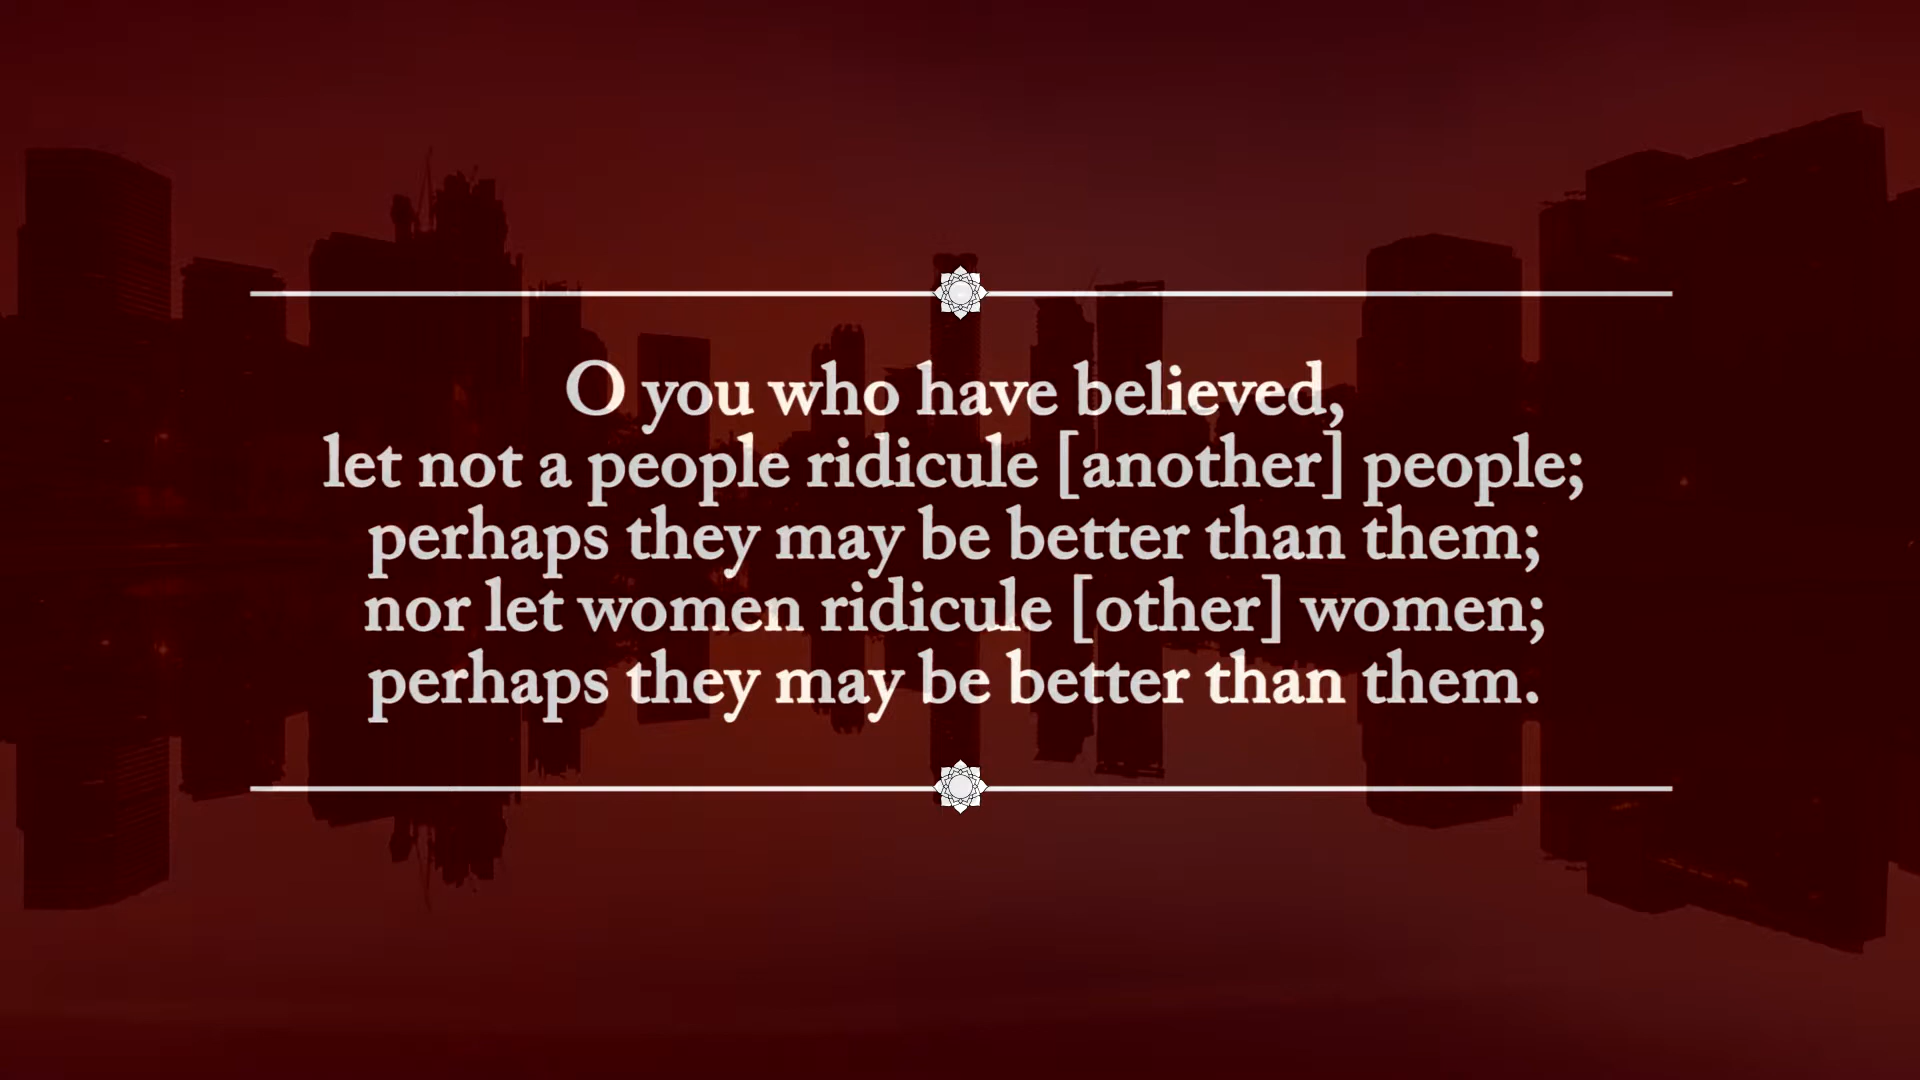 O you who have believed,
let not a people ridicule [another] people;
perhaps they may be better than them;
nor let women ridicule [other] women;
perhaps they may be better than them.